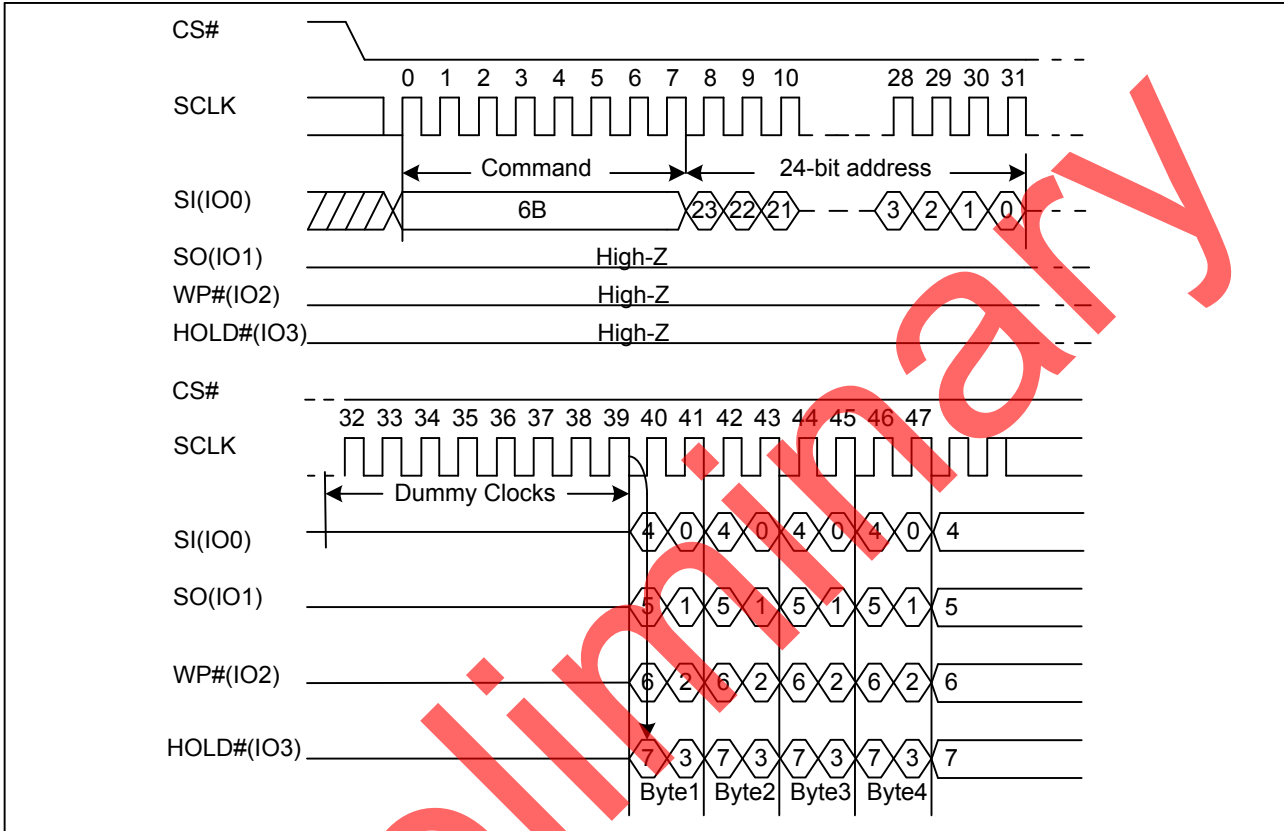 CS#
0 1 2 3 4 5 6 7 8 9 10 28 29 30 31
SCLK
Command 24-bit address
SI(IO0) 6B 23 22 21 3 2 1 0
SO(IO1) High-Z
WP#(IO2) High-Z
HOLD#(IO3) High-Z
CS#
32 33 34 35 36 37 38 39 40 41 42 43 44 45 46 47
SCLK
Dummy Clocks
SI(IO0) 4 0 4 0 4 0 4 0 4
SO(IO1) 5 1 5 1 5 1 5 1 5
WP#(IO2) 6 2 6 2 6 2 6 2 6
HOLD#(IO3) 7 3 7 3 7 3 7 3 7
Byte1 Byte2 Byte3 Byte4
eliminary